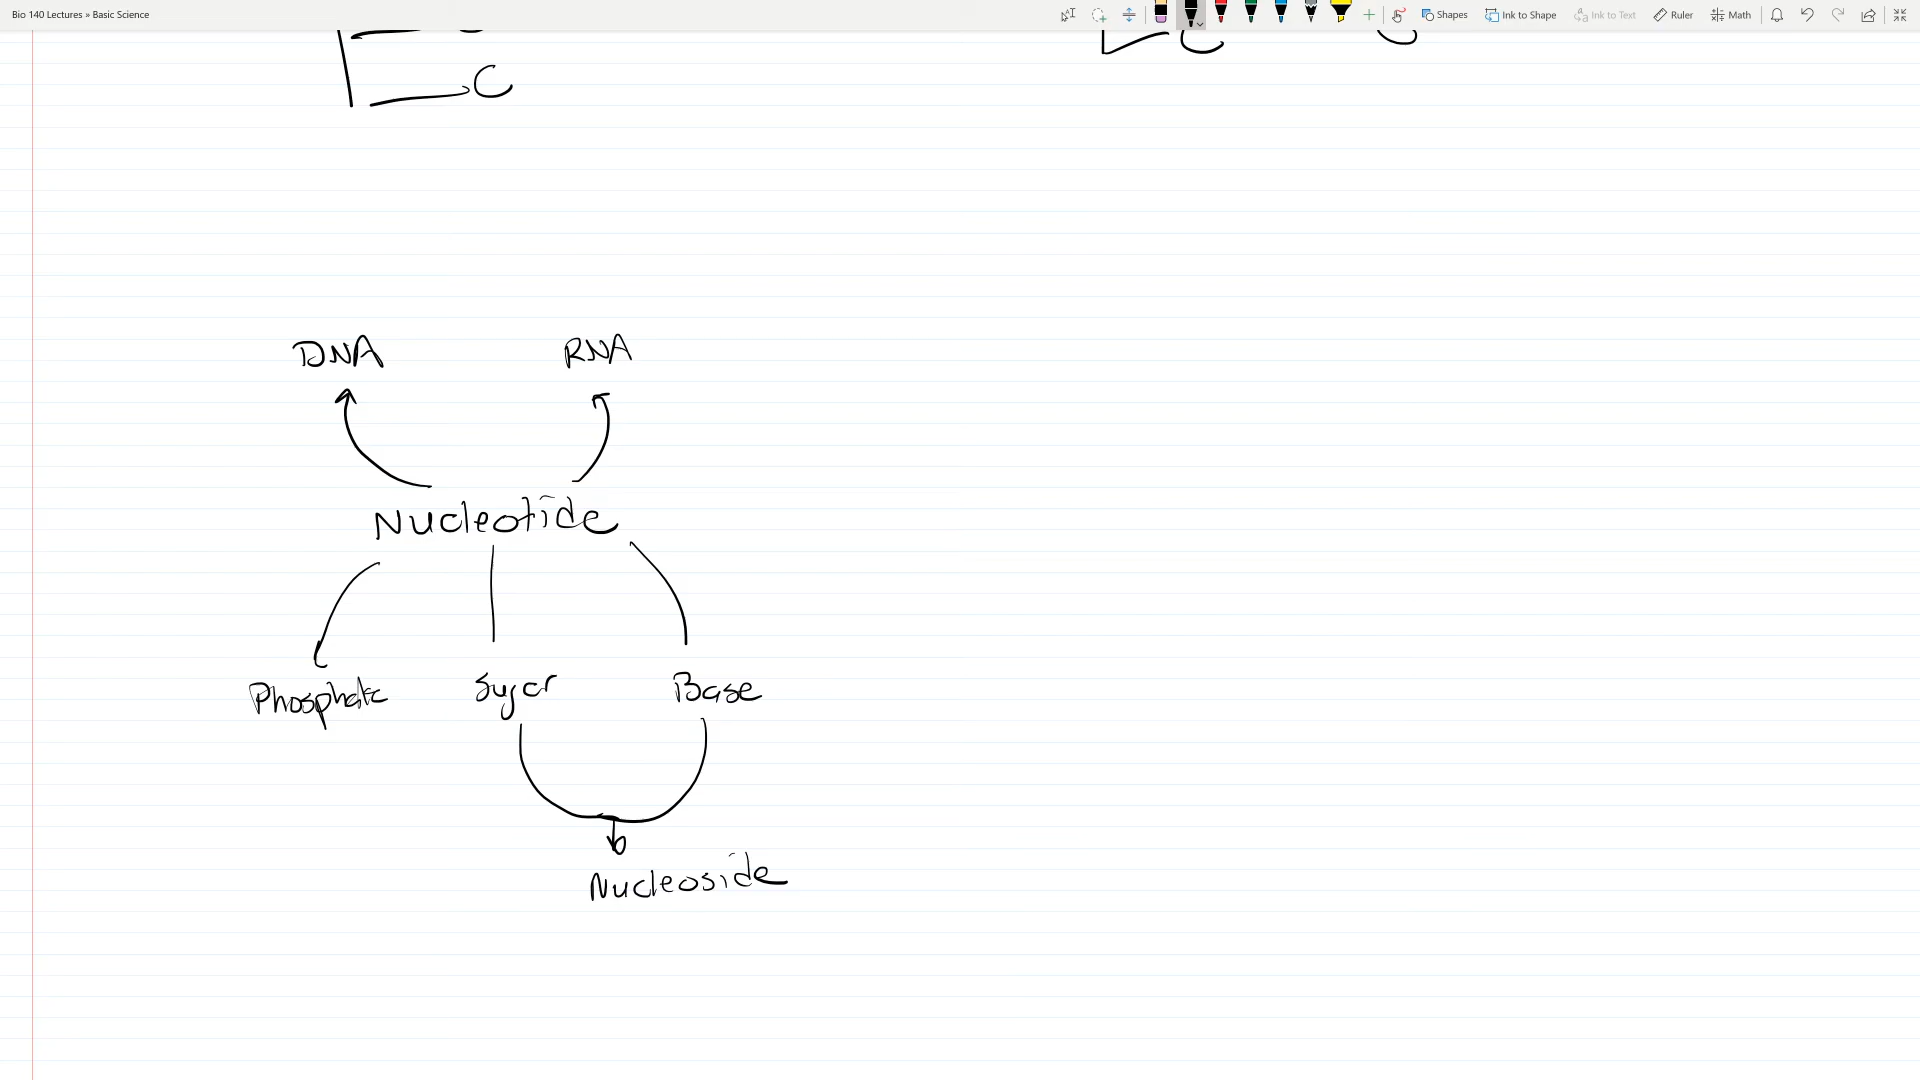 Bio 140 Lectures » Basic Science
Shapes Ink to Shape Ink to Text Ruler Math
C
DNA RNA
Nucleotide
Phosphate Sugar Base
Nucleoside